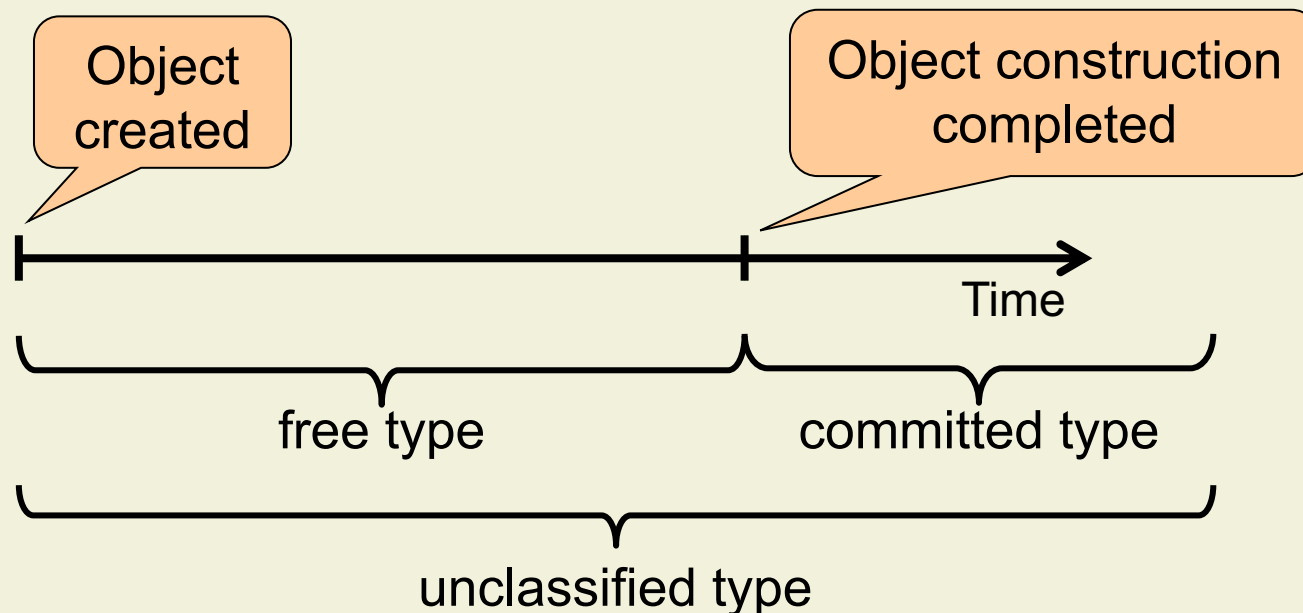 Object
created
Object construction
completed
Time
free type
committed type
unclassified type